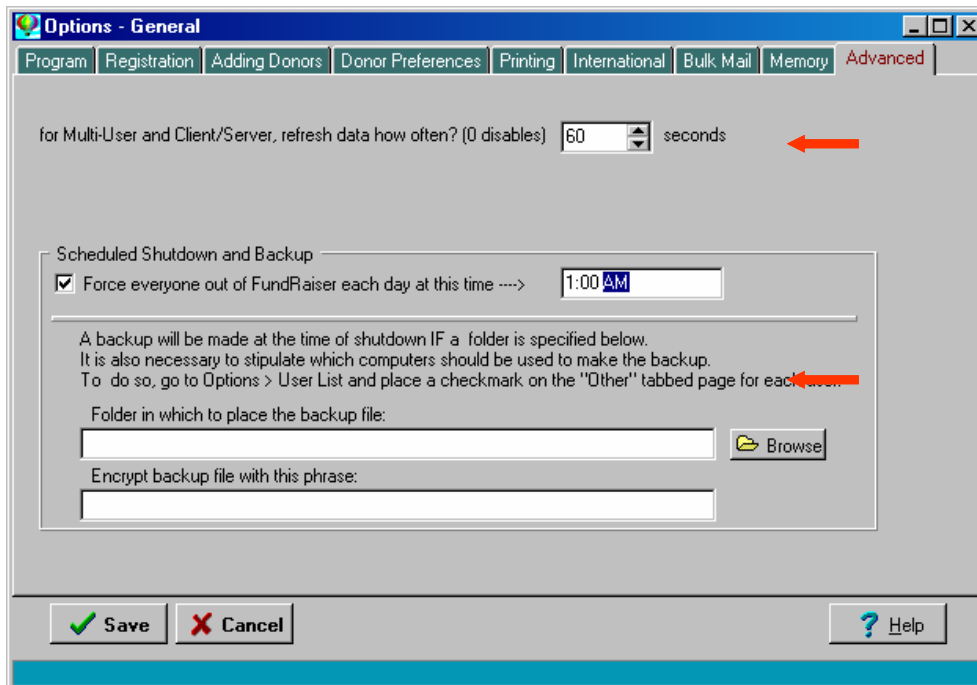 Options - General
Program Registration Adding Donors Donor Preferences Printing International Bulk Mail Memory Advanced
for Multi-User and Client/Server, refresh data how often? (0 disables) 60 seconds
Scheduled Shutdown and Backup
Force everyone out of FundRaiser each day at this time ----> 1:00 AM
A backup will be made at the time of shutdown IF a folder is specified below.
It is also necessary to stipulate which computers should be used to make the backup.
To do so, go to Options > User List and place a checkmark on the "Other" tabbed page for each
Folder in which to place the backup file:
Browse
Encrypt backup file with this phrase:
Save Cancel Help